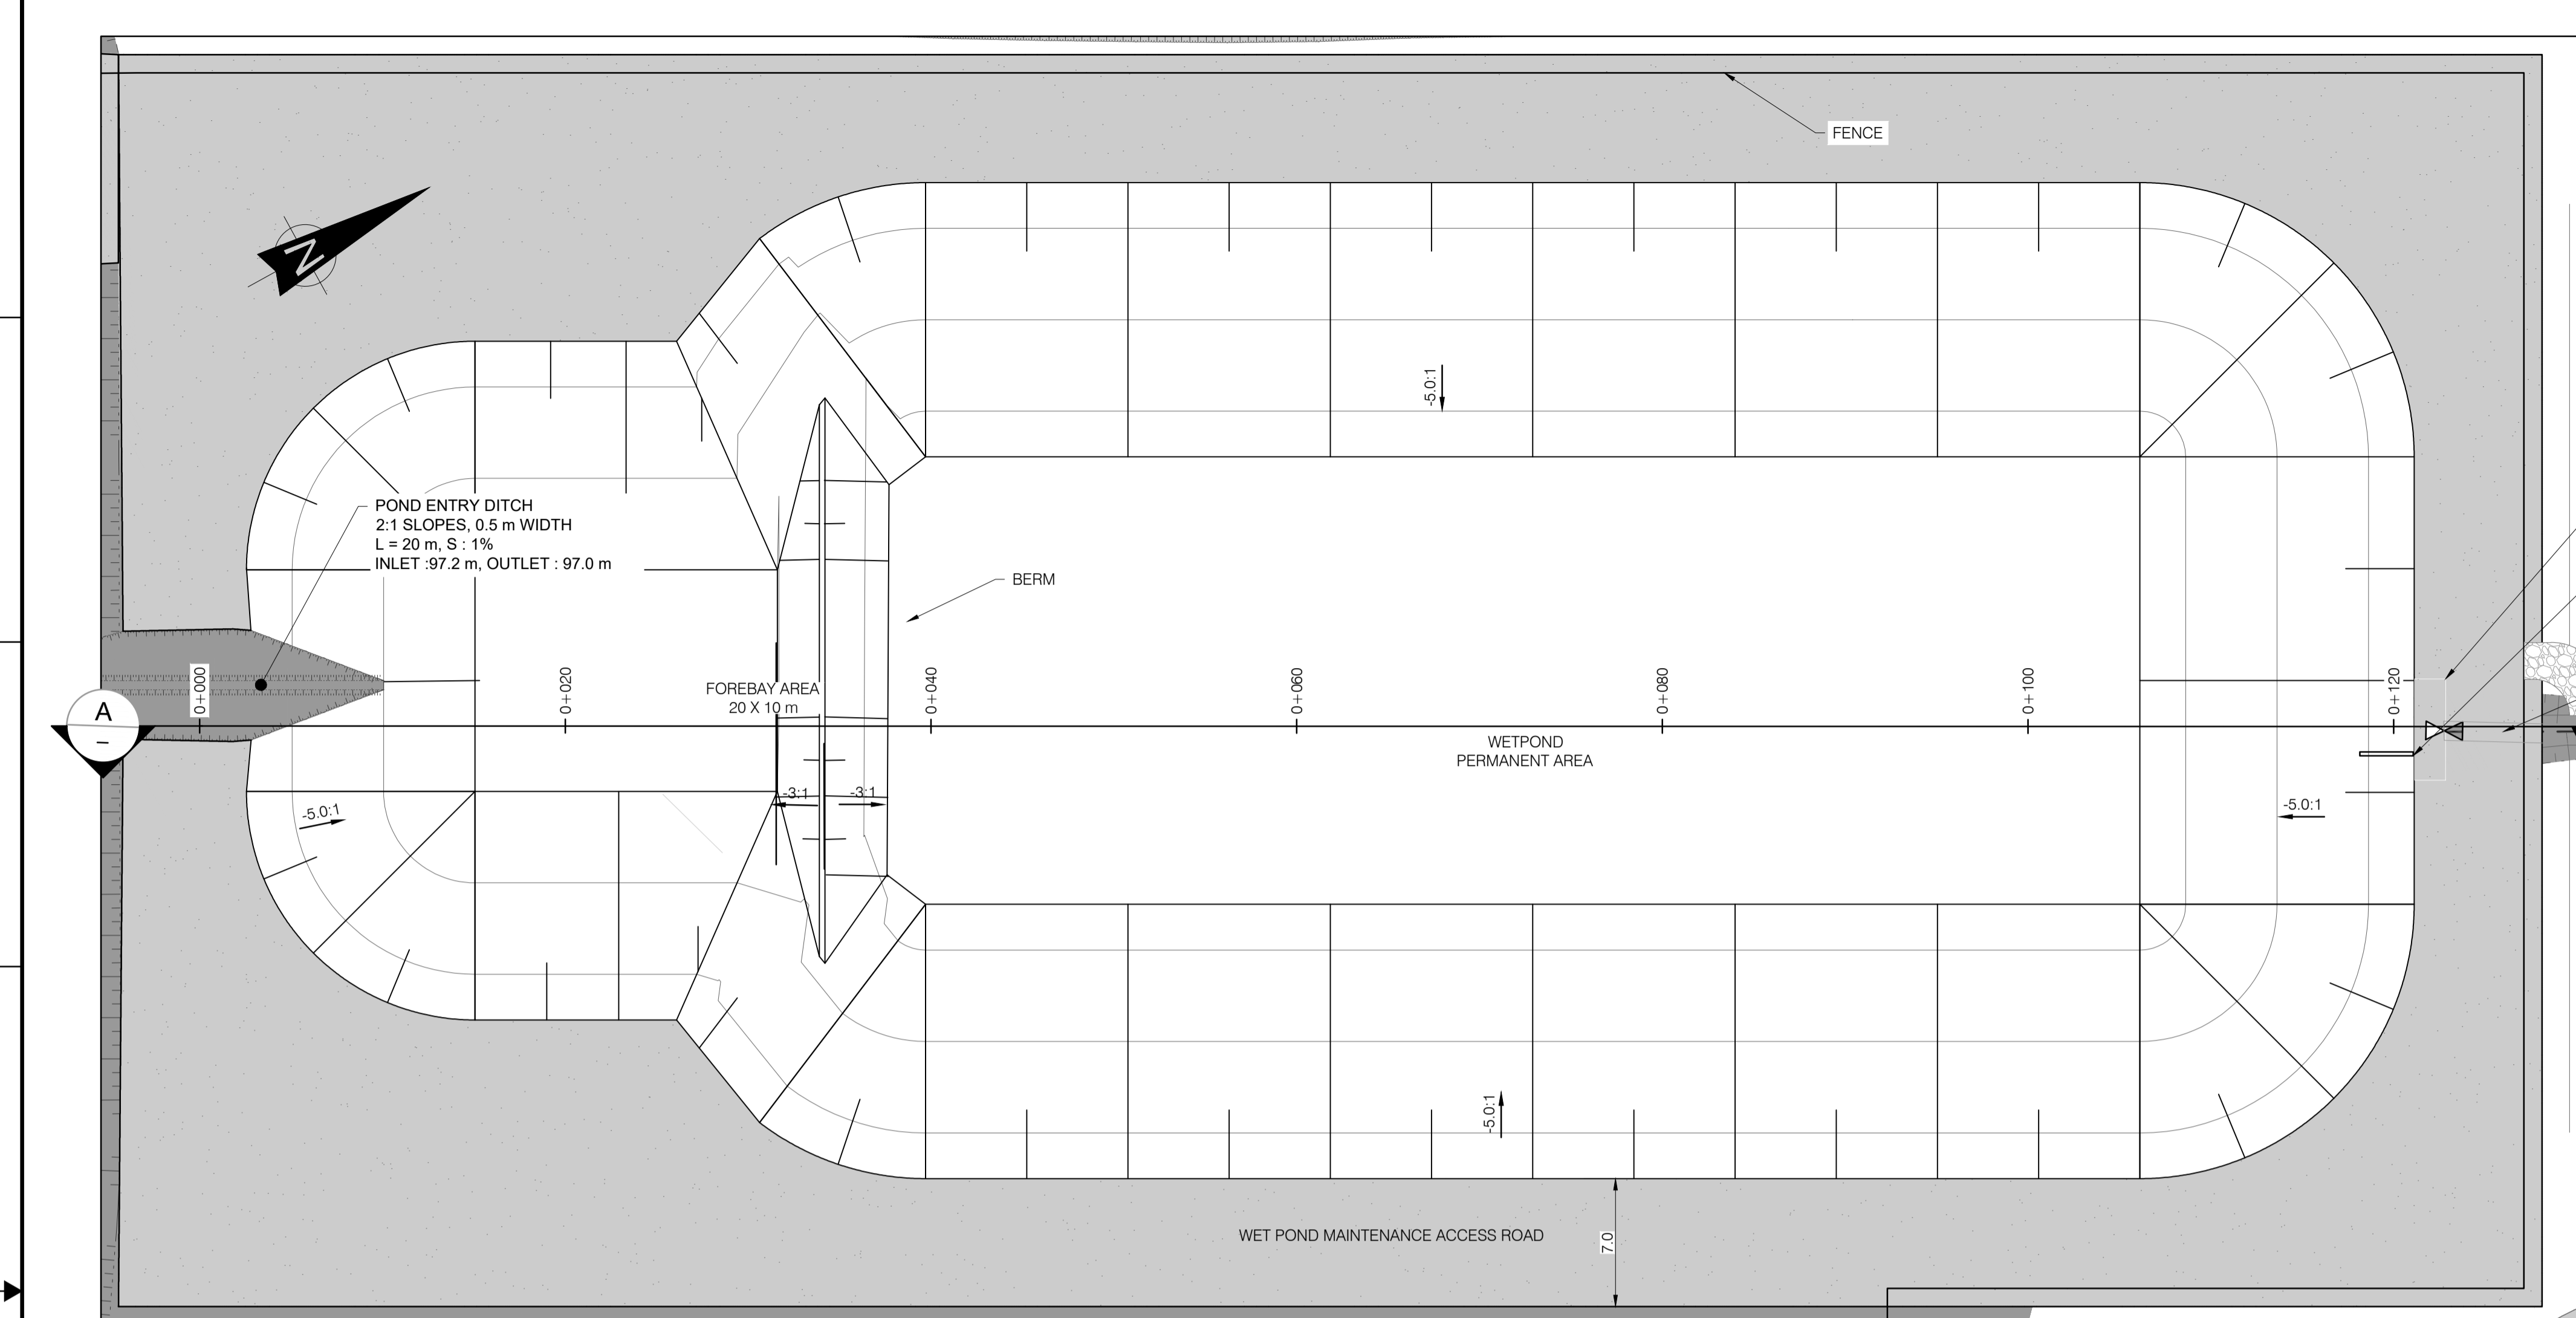 FENCE
N
-5.0:1
POND ENTRY DITCH
2:1 SLOPES, 0.5 m WIDTH
L = 20 m, S : 1%
INLET :97.2 m, OUTLET : 97.0 m
BERM
0+000
0+020
0+040
0+060
0+080
0+100
0+120
FOREBAY AREA
20 X 10 m
A
–
WETPOND
PERMANENT AREA
-5.0:1
-3:1
-3:1
-5.0:1
-5.0:1
WET POND MAINTENANCE ACCESS ROAD
7.0